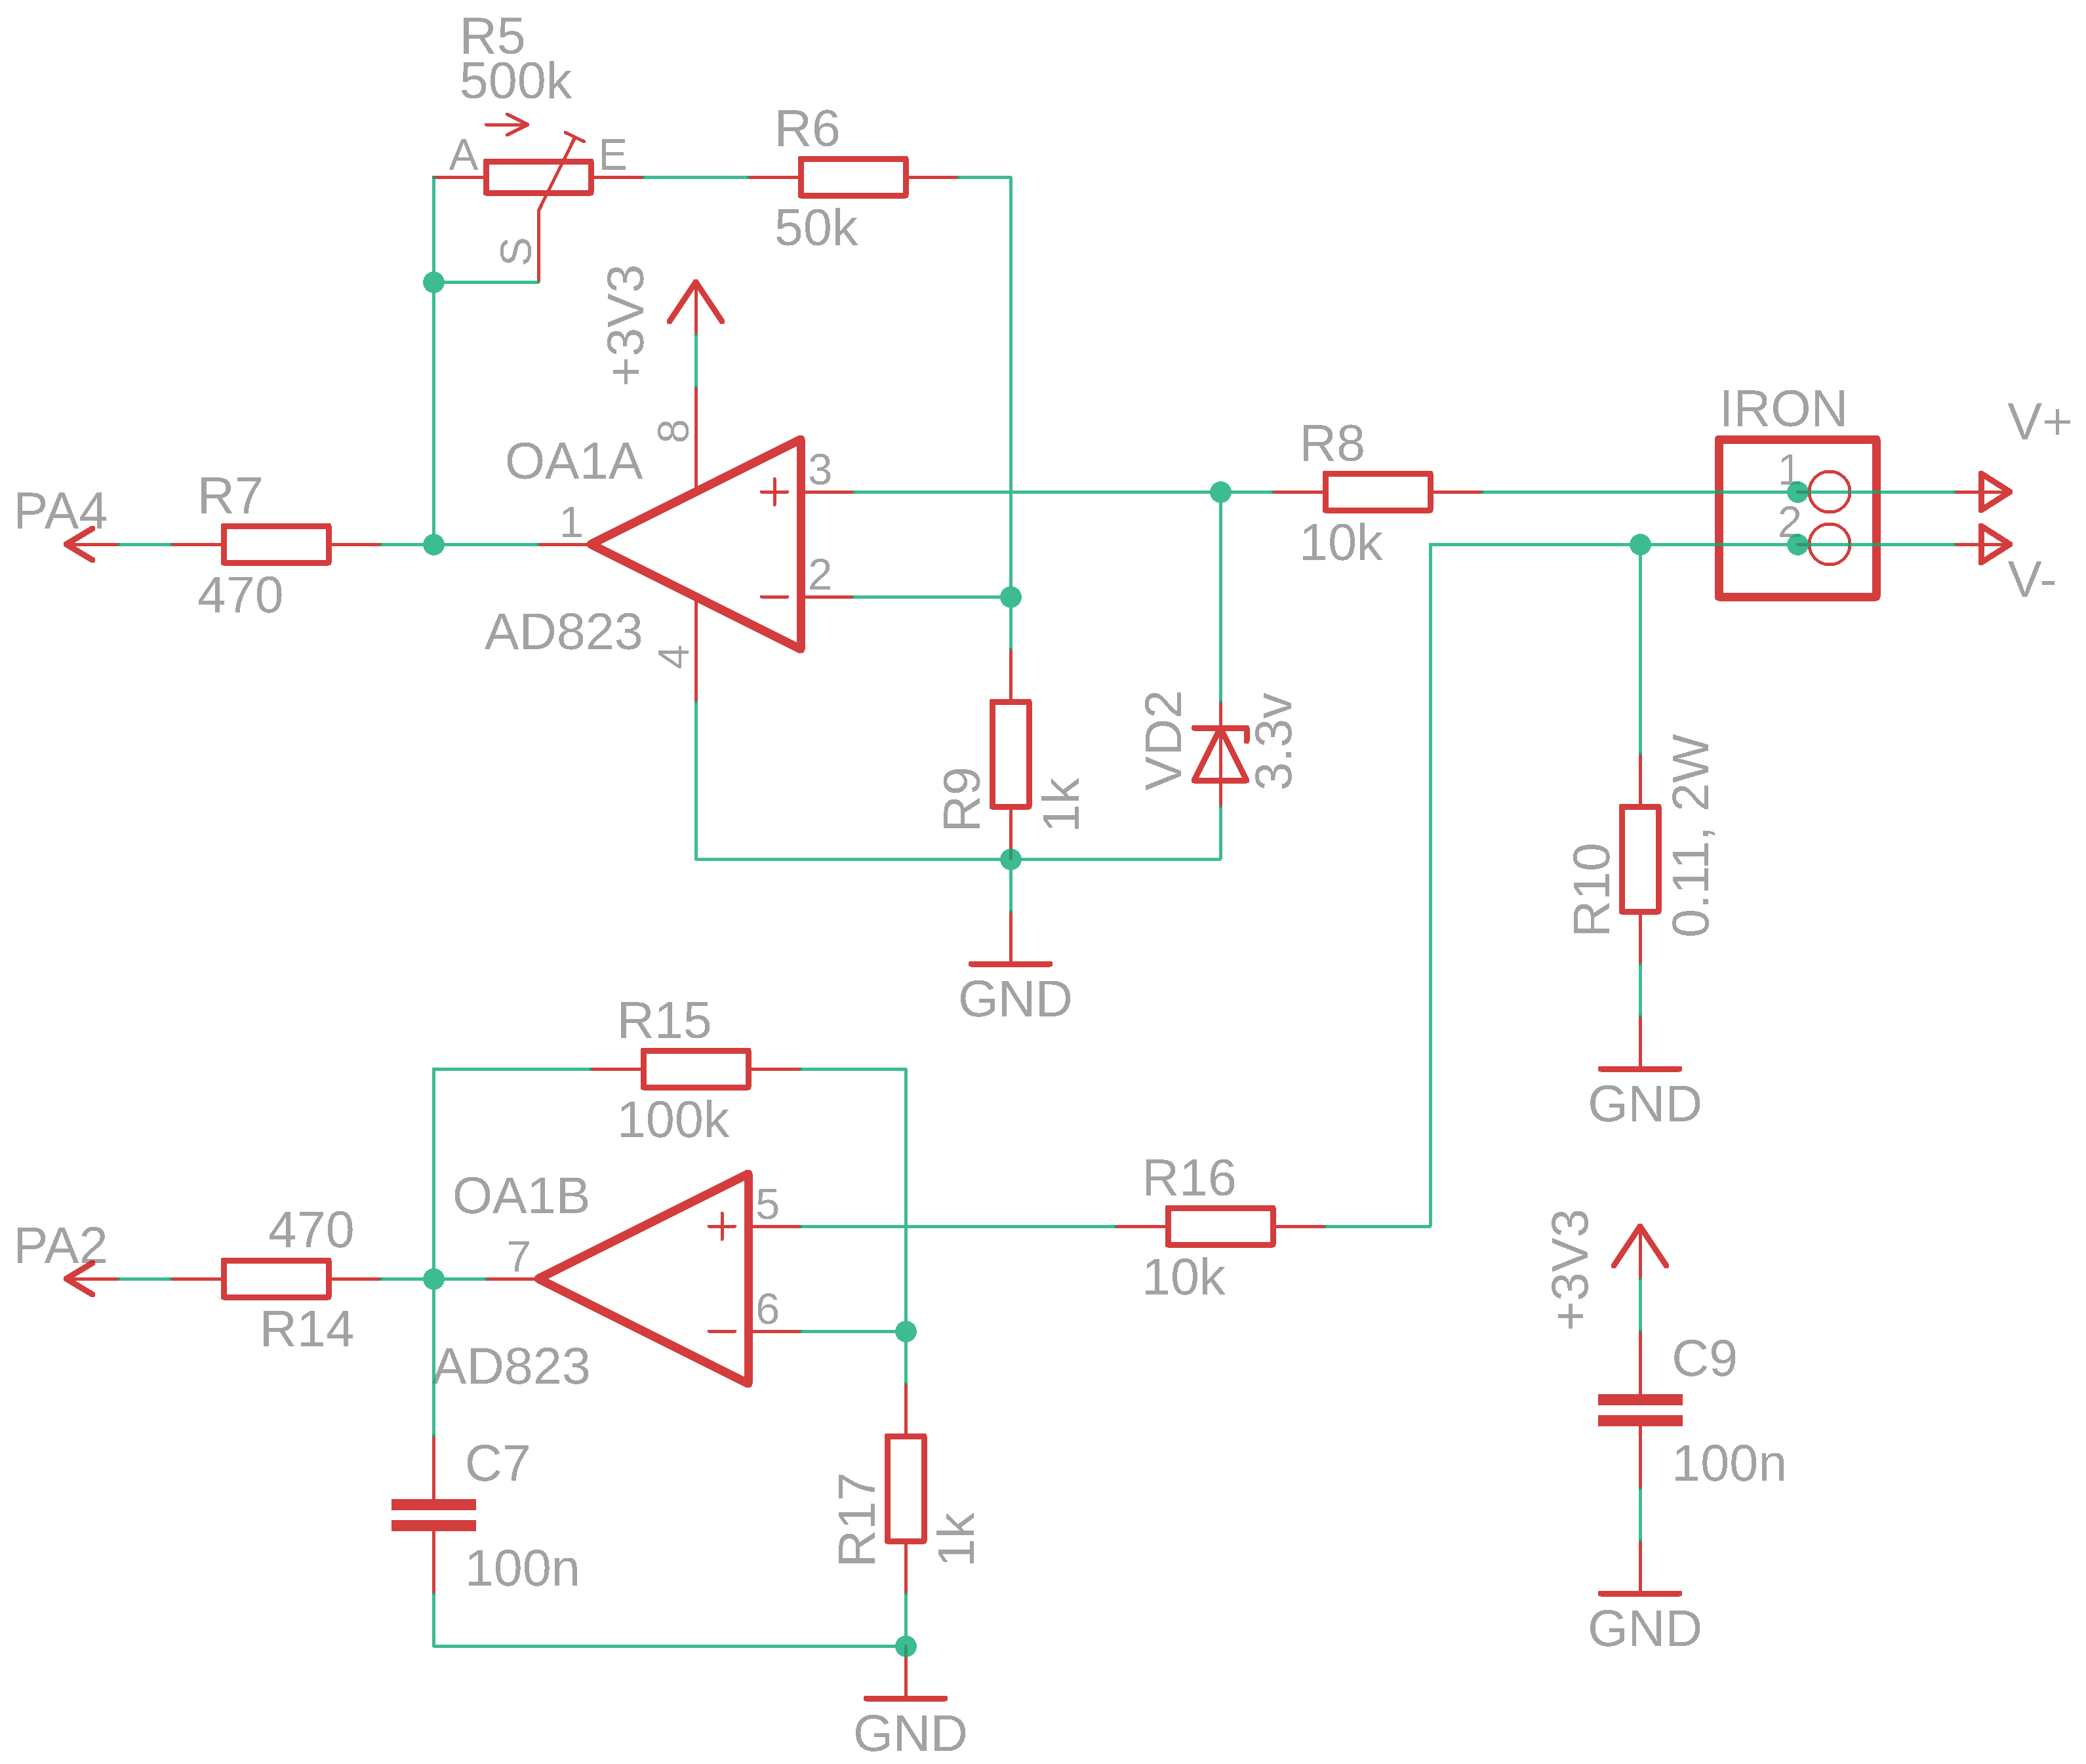 R5
500k
A
E
S
R6
50k
+3V3
8
OA1A
3
1
2
AD823
4
PA4
R7
470
R8
10k
IRON
1
2
V+
V-
R9
1k
VD2
3.3v
GND
R10
0.11, 2W
GND
R15
100k
OA1B
5
7
6
AD823
PA2
470
R14
R16
10k
C7
100n
R17
1k
GND
+3V3
C9
100n
GND